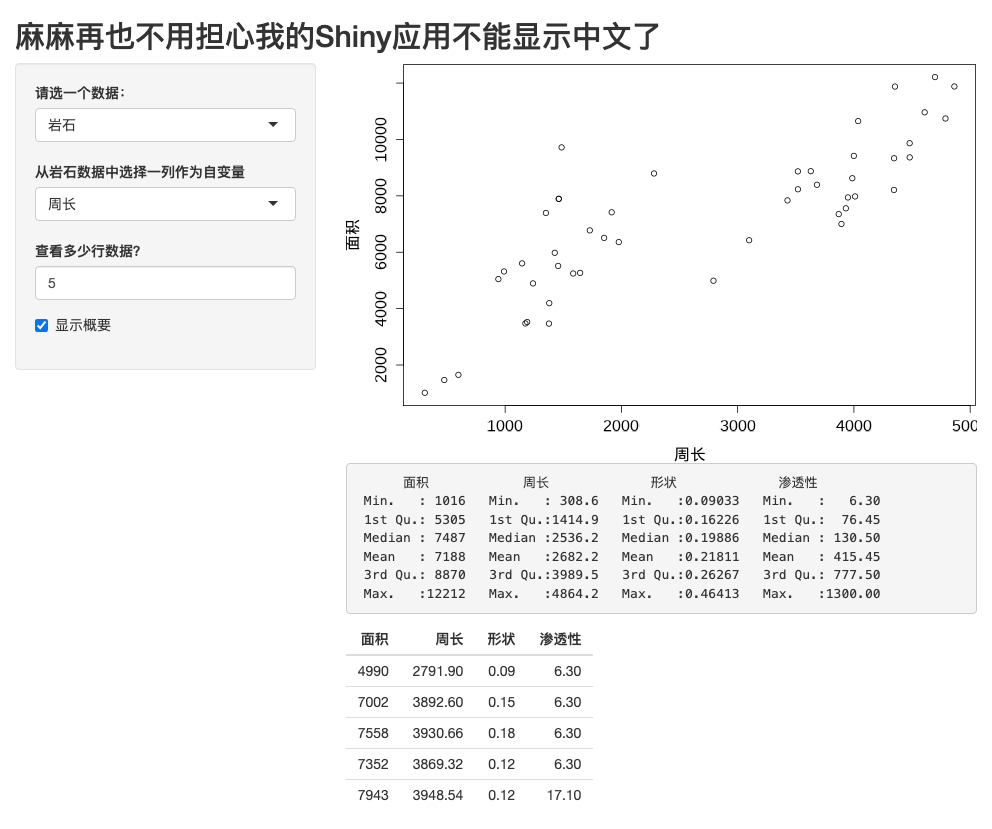 麻麻再也不用担心我的Shiny应用不能显示中文了
请选一个数据：
岩石
从岩石数据中选择一列作为自变量
周长
查看多少行数据?
5
显示概要
面积
10000
8000
6000
4000
2000
1000 2000 3000 4000 500
周长
面积 周长 形状 渗透性
Min. : 1016 Min. : 308.6 Min. :0.09033 Min. : 6.30
1st Qu.: 5305 1st Qu.:1414.9 1st Qu.:0.16226 1st Qu.: 76.45
Median : 7487 Median :2536.2 Median :0.19886 Median : 130.50
Mean : 7188 Mean :2682.2 Mean :0.21811 Mean : 415.45
3rd Qu.: 8870 3rd Qu.:3989.5 3rd Qu.:0.26267 3rd Qu.: 777.50
Max. :12212 Max. :4864.2 Max. :0.46413 Max. :1300.00
面积 周长 形状 渗透性
4990 2791.90 0.09 6.30
7002 3892.60 0.15 6.30
7558 3930.66 0.18 6.30
7352 3869.32 0.12 6.30
7943 3948.54 0.12 17.10